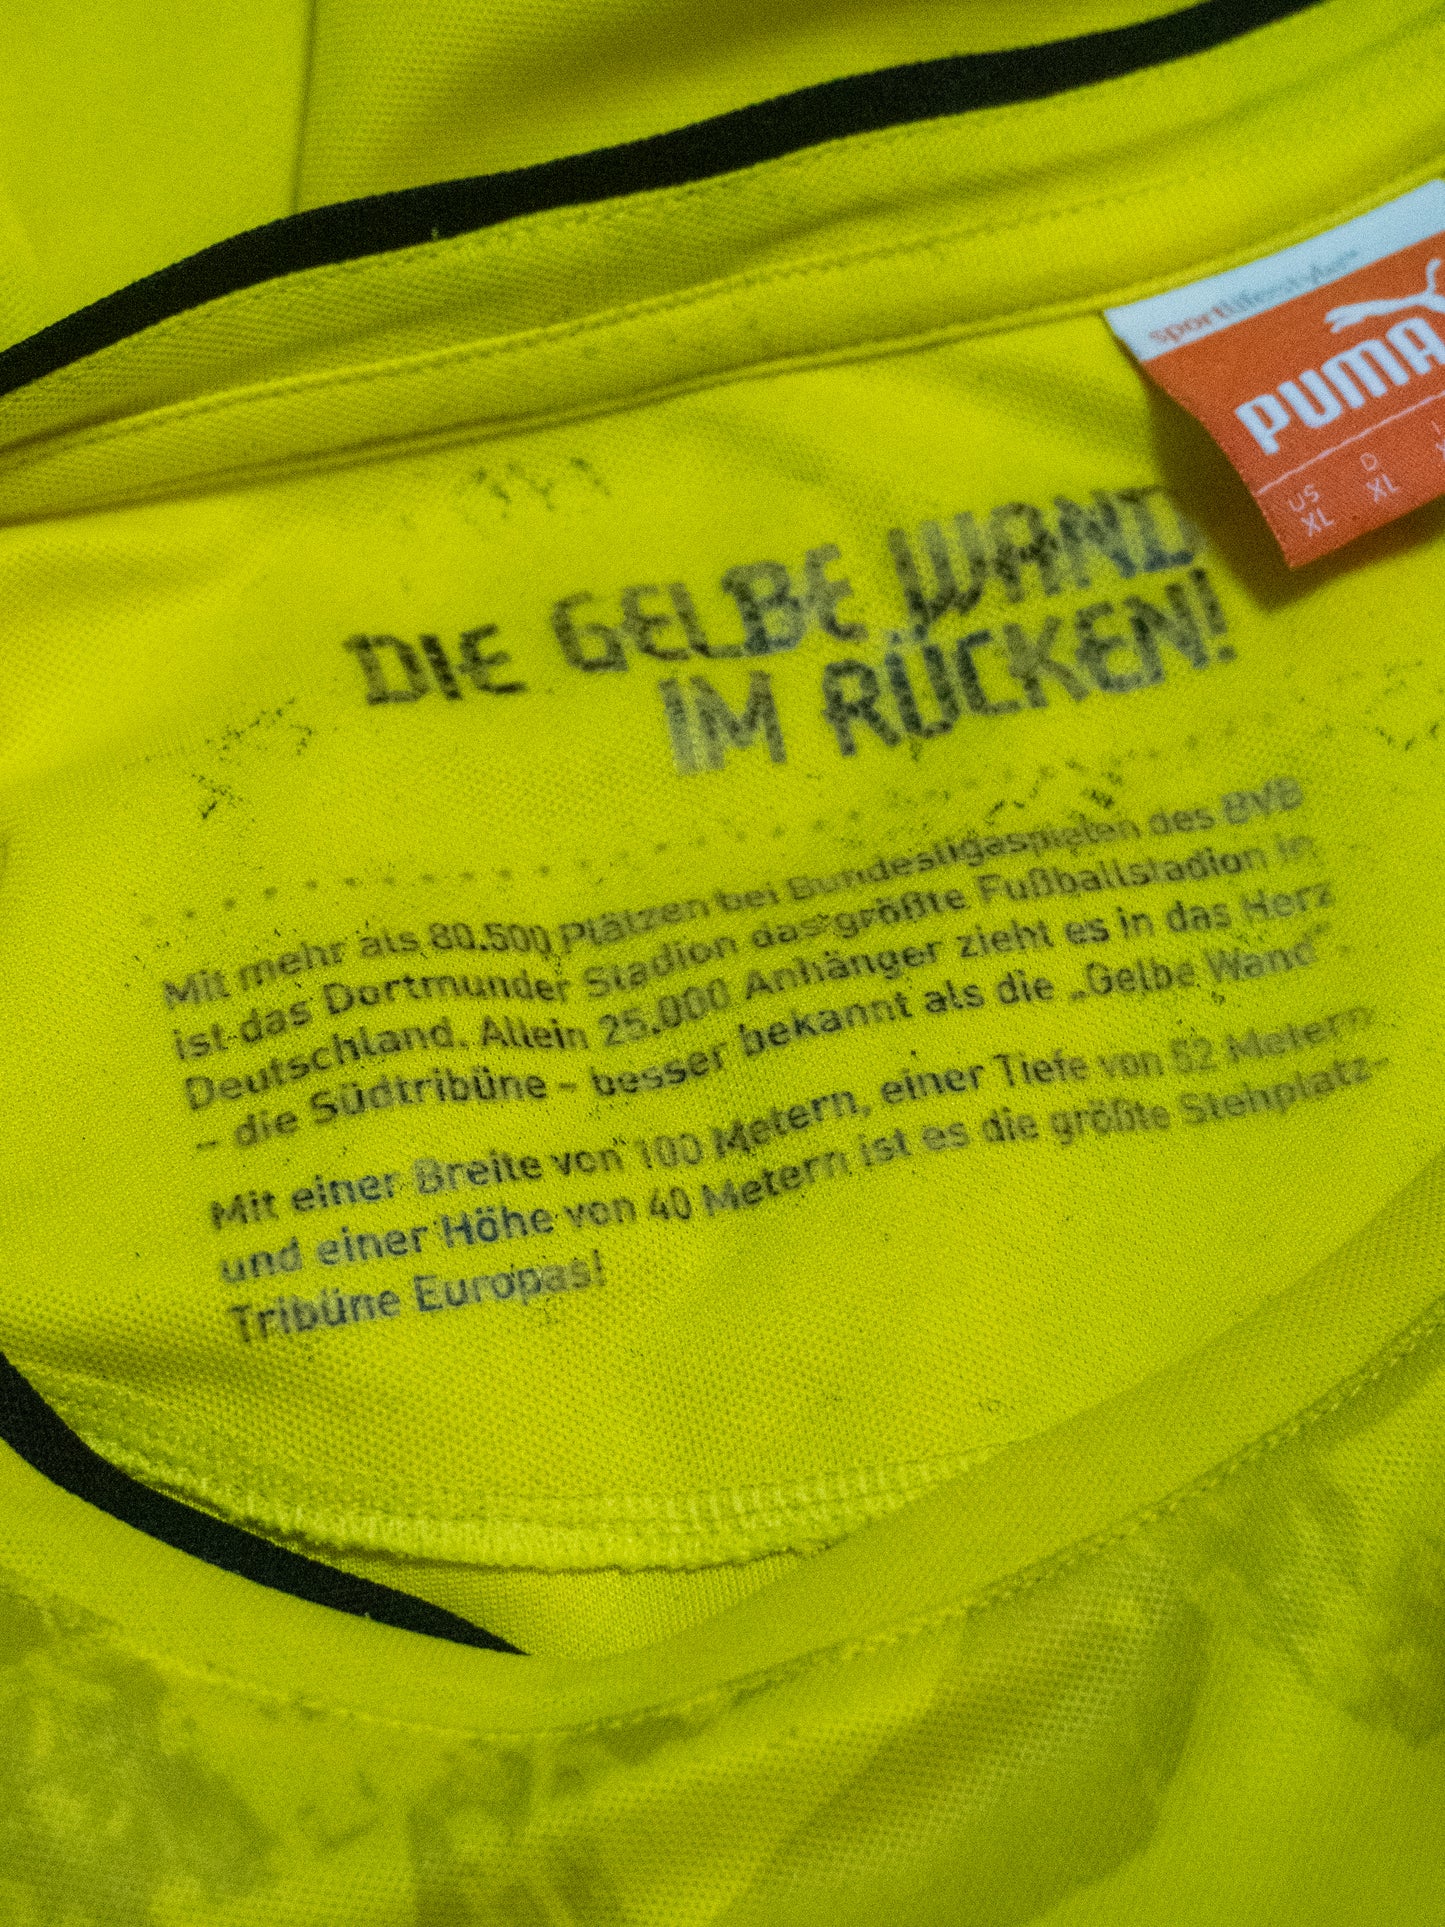 sportlifestyle
PUMA
US D
XL XL
DIE GELBE WAND
IM RÜCKEN!
Mit mehr als 80.500 Plätzen bei Bundesligaspielen des BVB
ist das Dortmunder Stadion das größte Fußballstadion in
Deutschland. Allein 25.000 Anhänger zieht es in das Herz
– die Südtribüne – besser bekannt als die „Gelbe Wand“.
Mit einer Breite von 100 Metern, einer Tiefe von 52 Metern
und einer Höhe von 40 Metern ist es die größte Stehplatz-
Tribüne Europas!